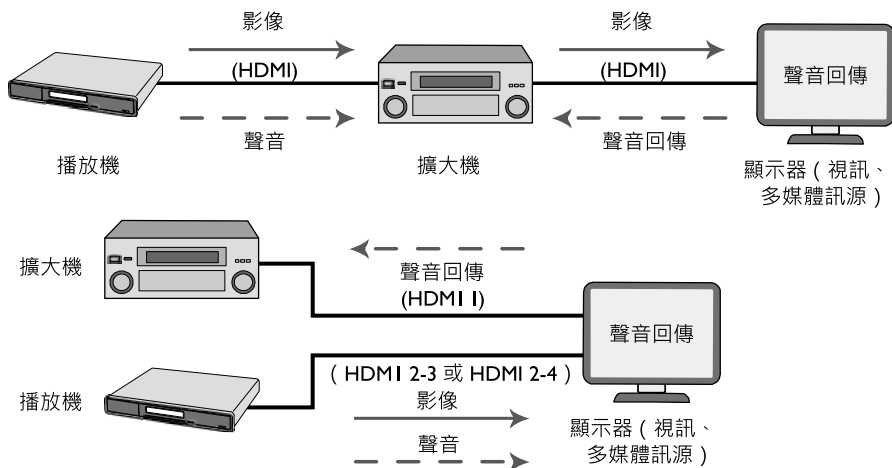 影像
影像
(HDMI)
(HDMI)
聲音回傳
聲音
聲音回傳
播放機
擴大機
顯示器 ( 視訊、
多媒體訊源 )
擴大機
聲音回傳
(HDMI 1)
聲音回傳
( HDMI 2-3 或 HDMI 2-4 )
播放機
影像
聲音
顯示器 ( 視訊、
多媒體訊源 )